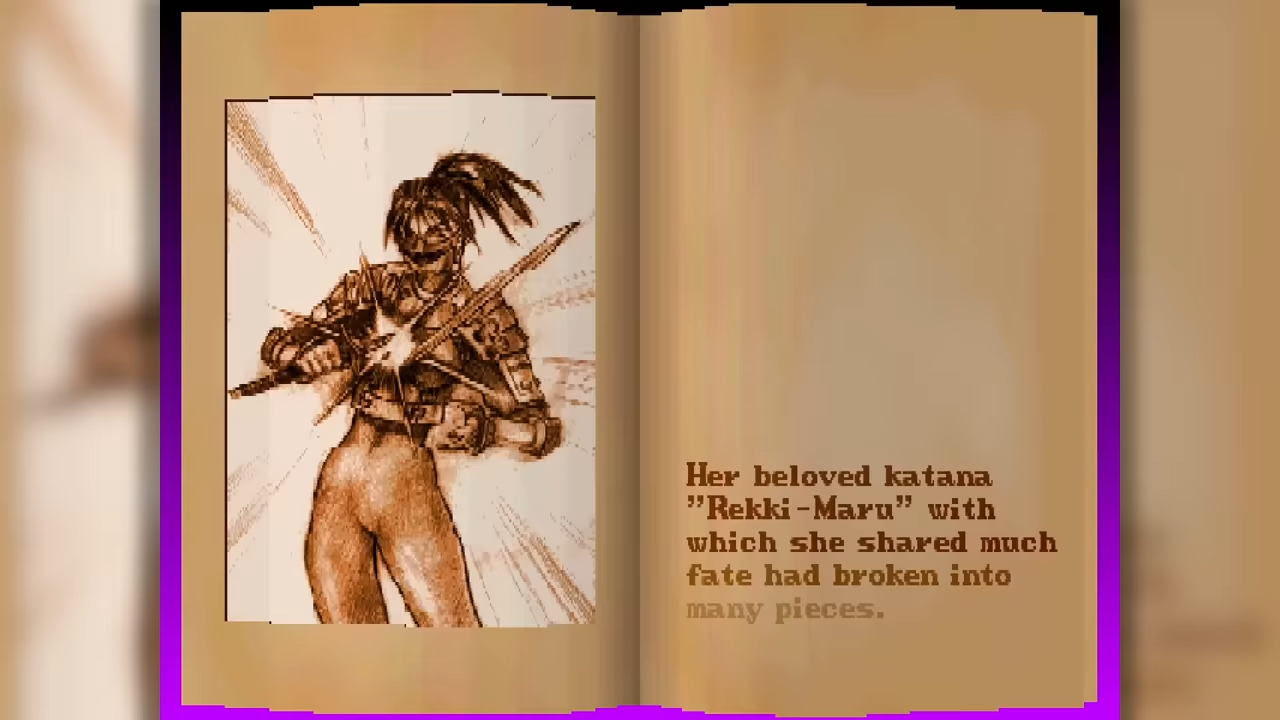 Her beloved katana
”Rekki-Maru” with
which she shared much
fate had broken into
many pieces.